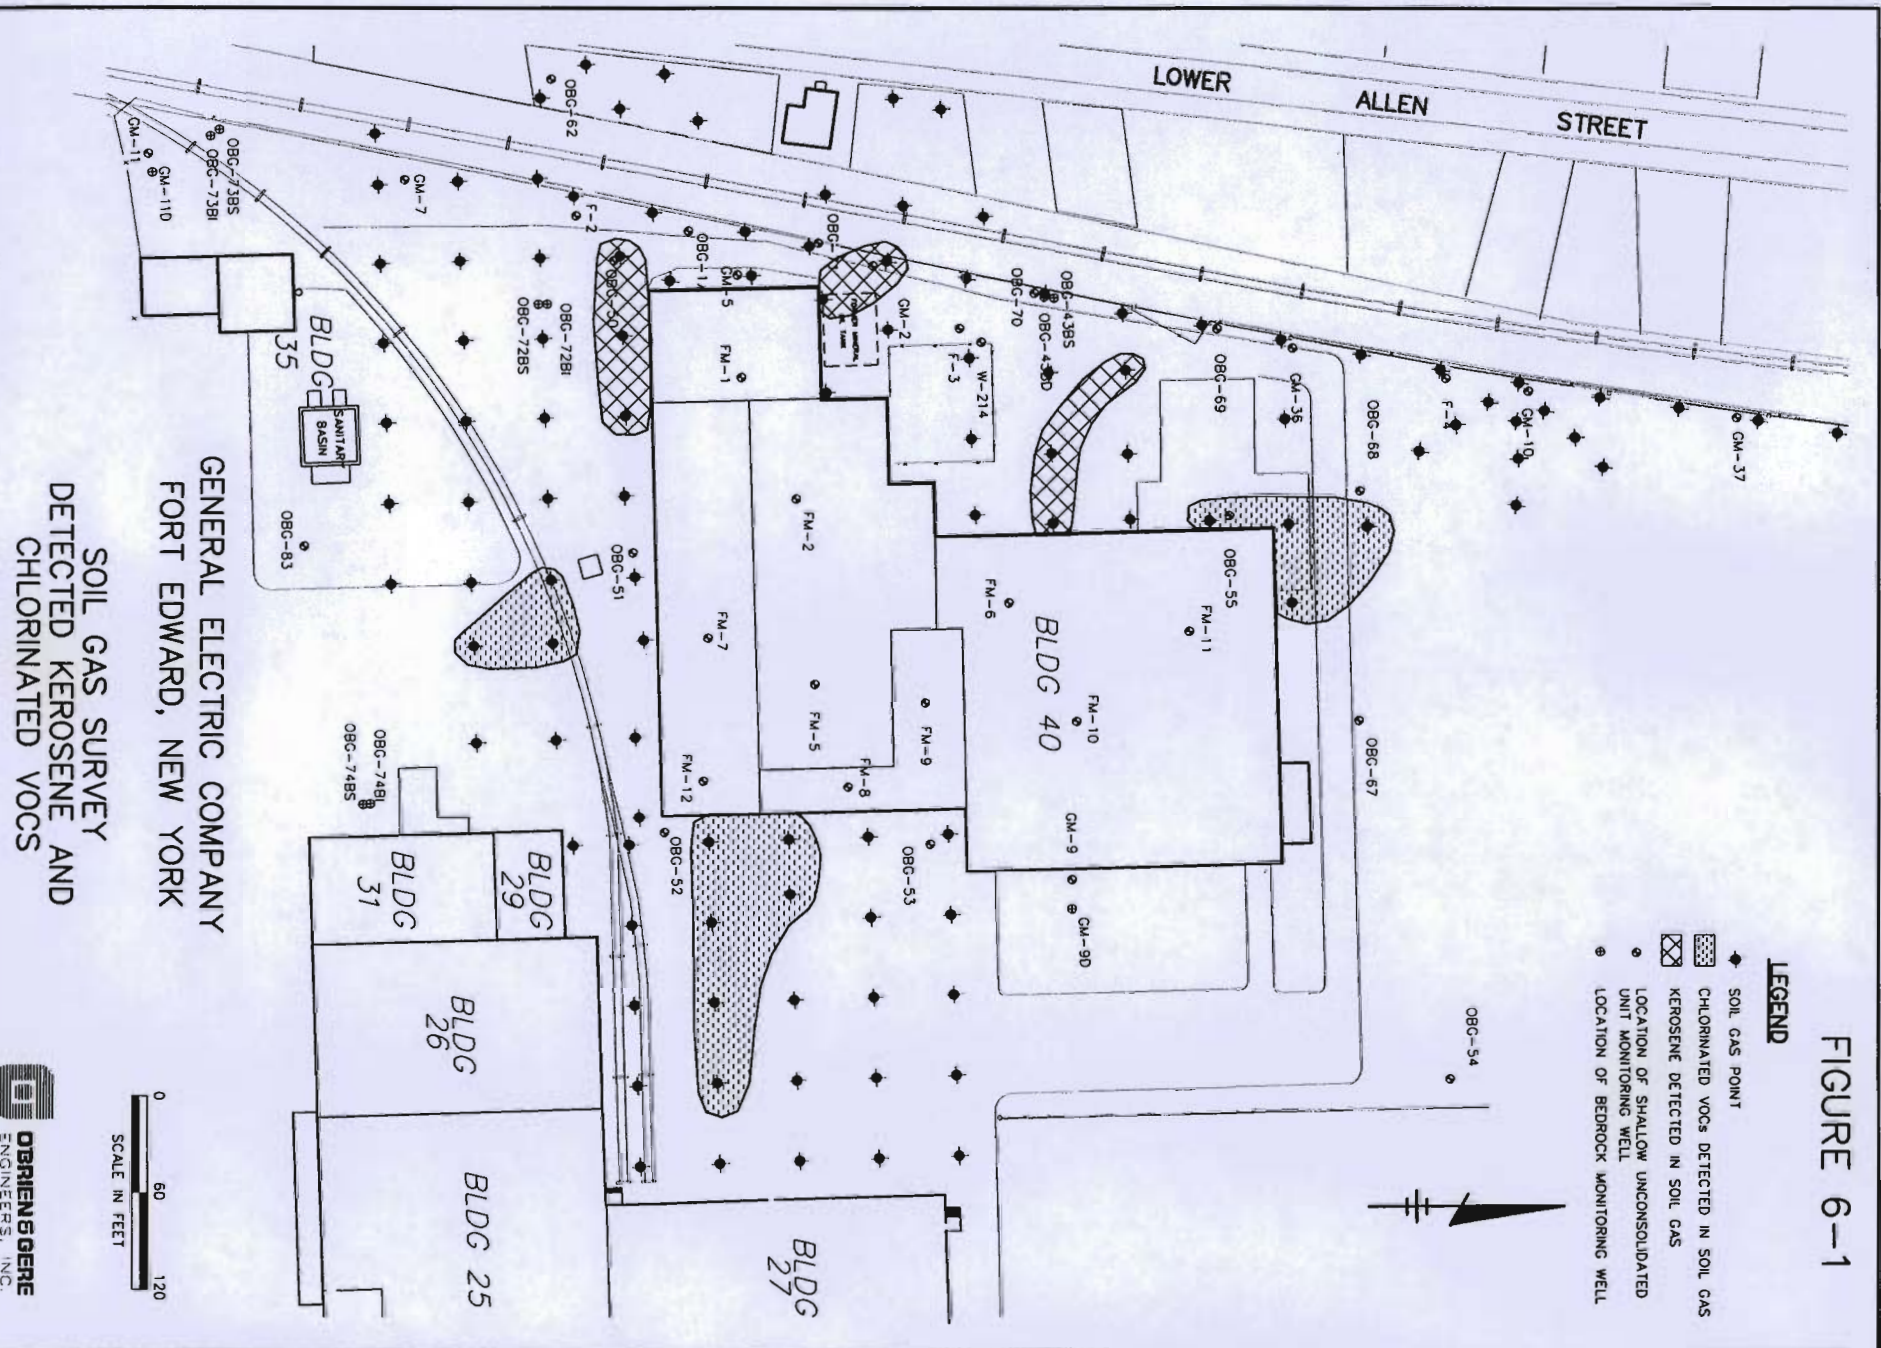 FIGURE 6-1
LEGEND
SOIL GAS POINT
CHLORINATED VOCs DETECTED IN SOIL GAS
KEROSENE DETECTED IN SOIL GAS
LOCATION OF SHALLOW UNCONSOLIDATED
UNIT MONITORING WELL
LOCATION OF BEDROCK MONITORING WELL
LOWER ALLEN STREET
GM-37
GM-10
F-4
OBG-68
GM-36
OBG-69
OBG-54
OBG-67
OBG-55
FM-11
OBG-43BS
OBG-70
W-214
F-3
GM-2
FM-10
BLDG 40
FM-6
GM-9
GM-9D
OBG-53
FM-9
FM-8
FM-5
FM-2
TANK
GM-5
FM-1
FM-7
FM-12
OBG-52
OBG-51
F-2
OBG-62
OBG-72BI
OBG-72BS
GM-7
OBG-73BS
OBG-73BI
GM-11D
GM-11
BLDG
35
SANITARY
BASIN
OBG-83
OBG-74BI
OBG-74BS
BLDG
29
BLDG
31
BLDG
26
BLDG 25
BLDG
27
GENERAL ELECTRIC COMPANY
FORT EDWARD, NEW YORK
SOIL GAS SURVEY
DETECTED KEROSENE AND
CHLORINATED VOCS
0 60 120
SCALE IN FEET
O'BRIEN & GERE
ENGINEERS, INC.